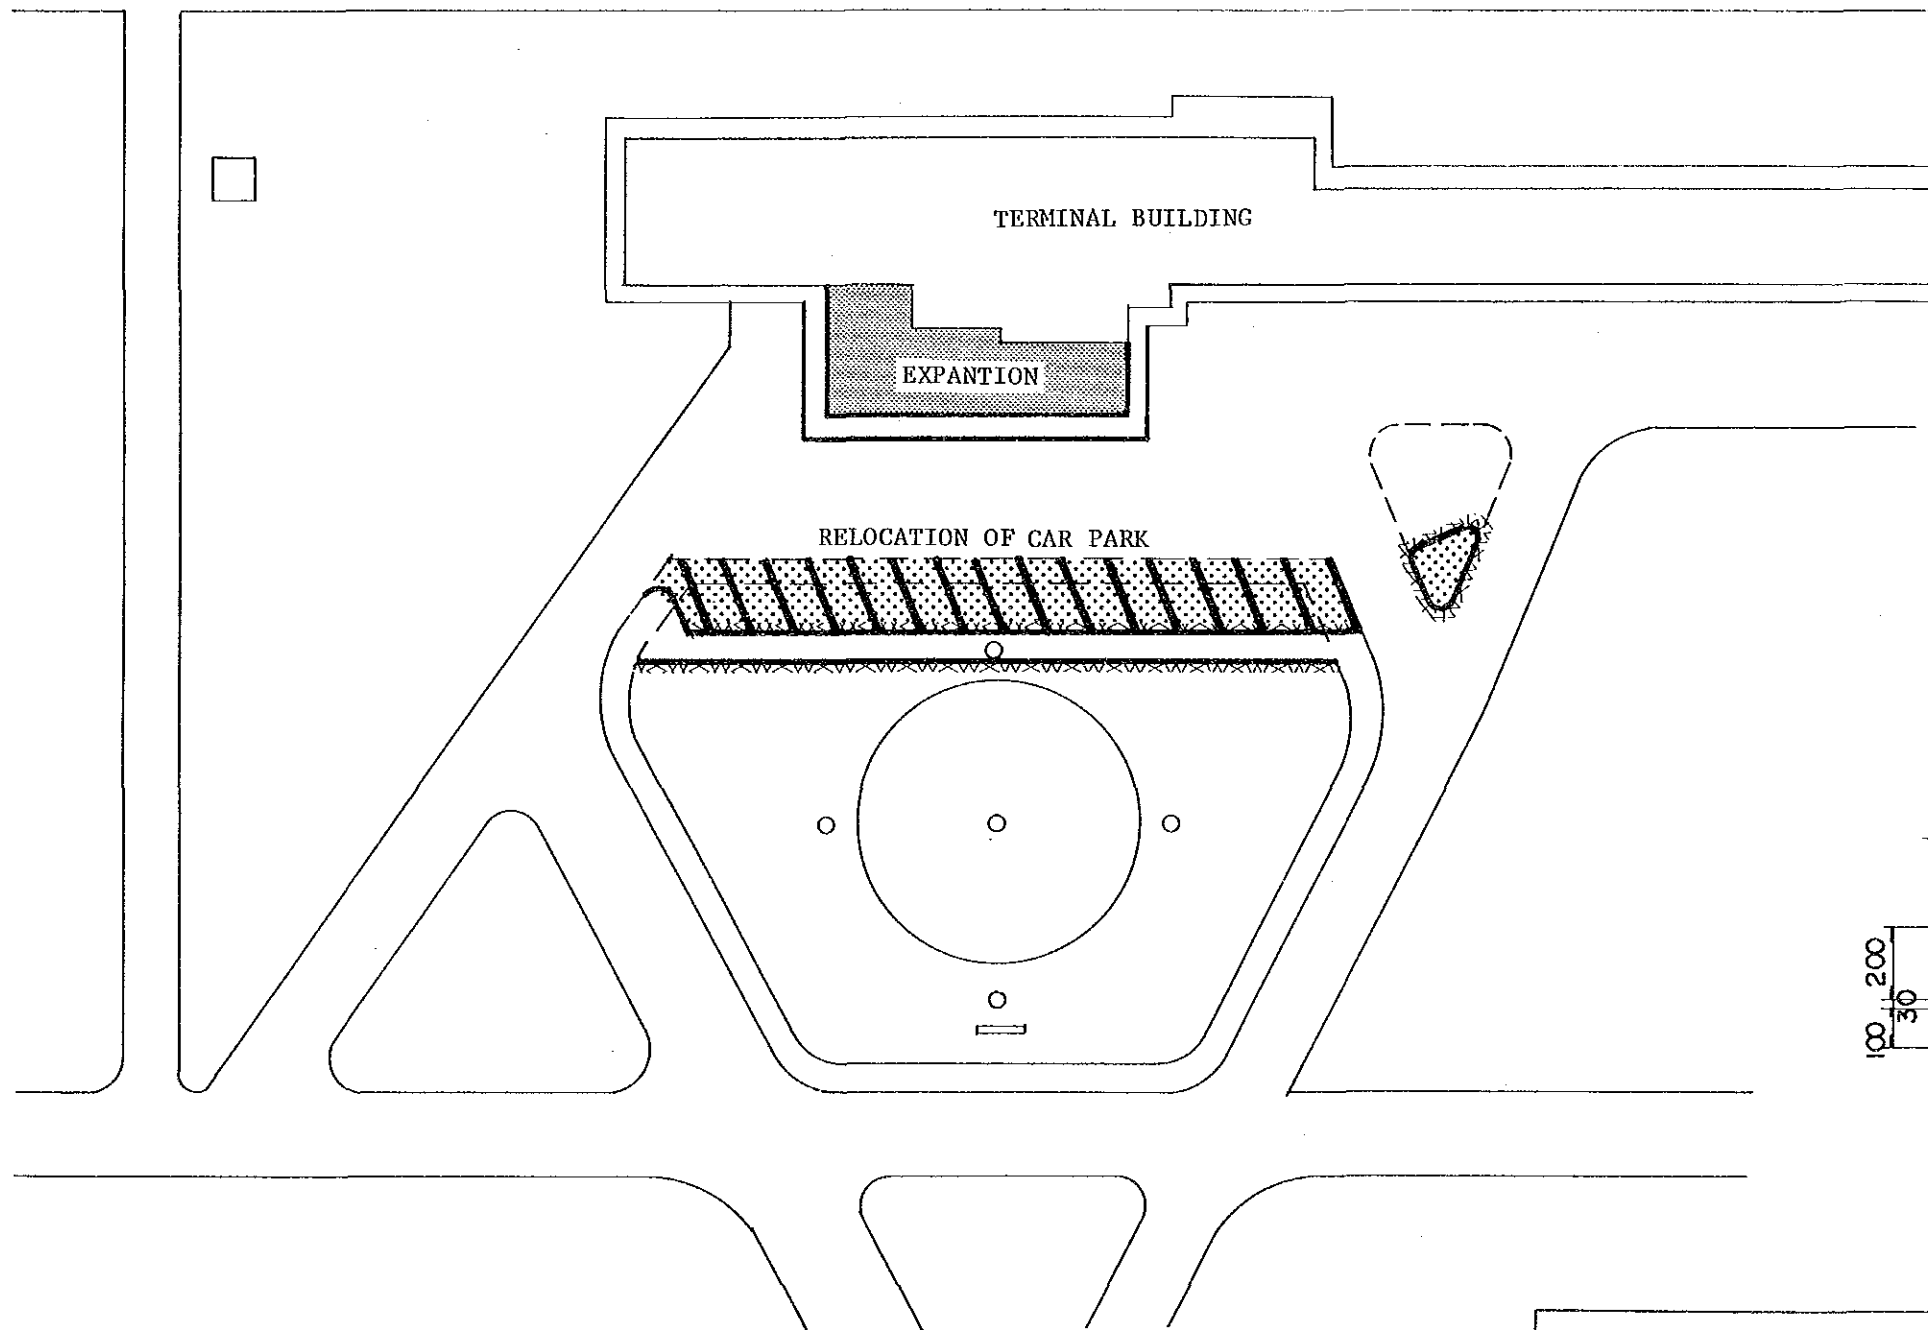 TERMINAL BUILDING
EXPANTION
RELOCATION OF CAR PARK
200
30
100